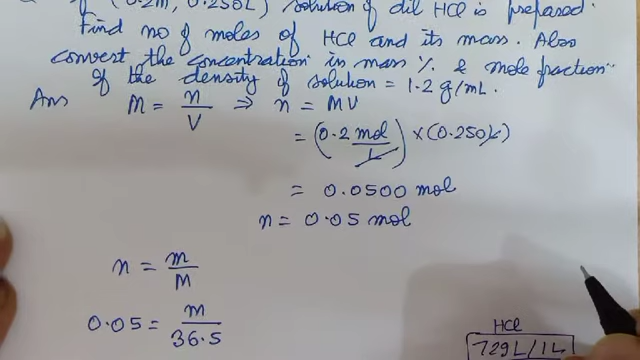 If (0.2M, 0.250L) solution of dil HCl is prepared.
Find no of moles of HCl and its mass. Also
convert the concentration in mass % & mole fraction
if the density of solution = 1.2 g/mL.
Ans M = n/V ⇒ n = MV
= (0.2 mol/L) × (0.250L)
= 0.0500 mol
n = 0.05 mol
n = m/M
0.05 = m/36.5
HCl
729L/1L